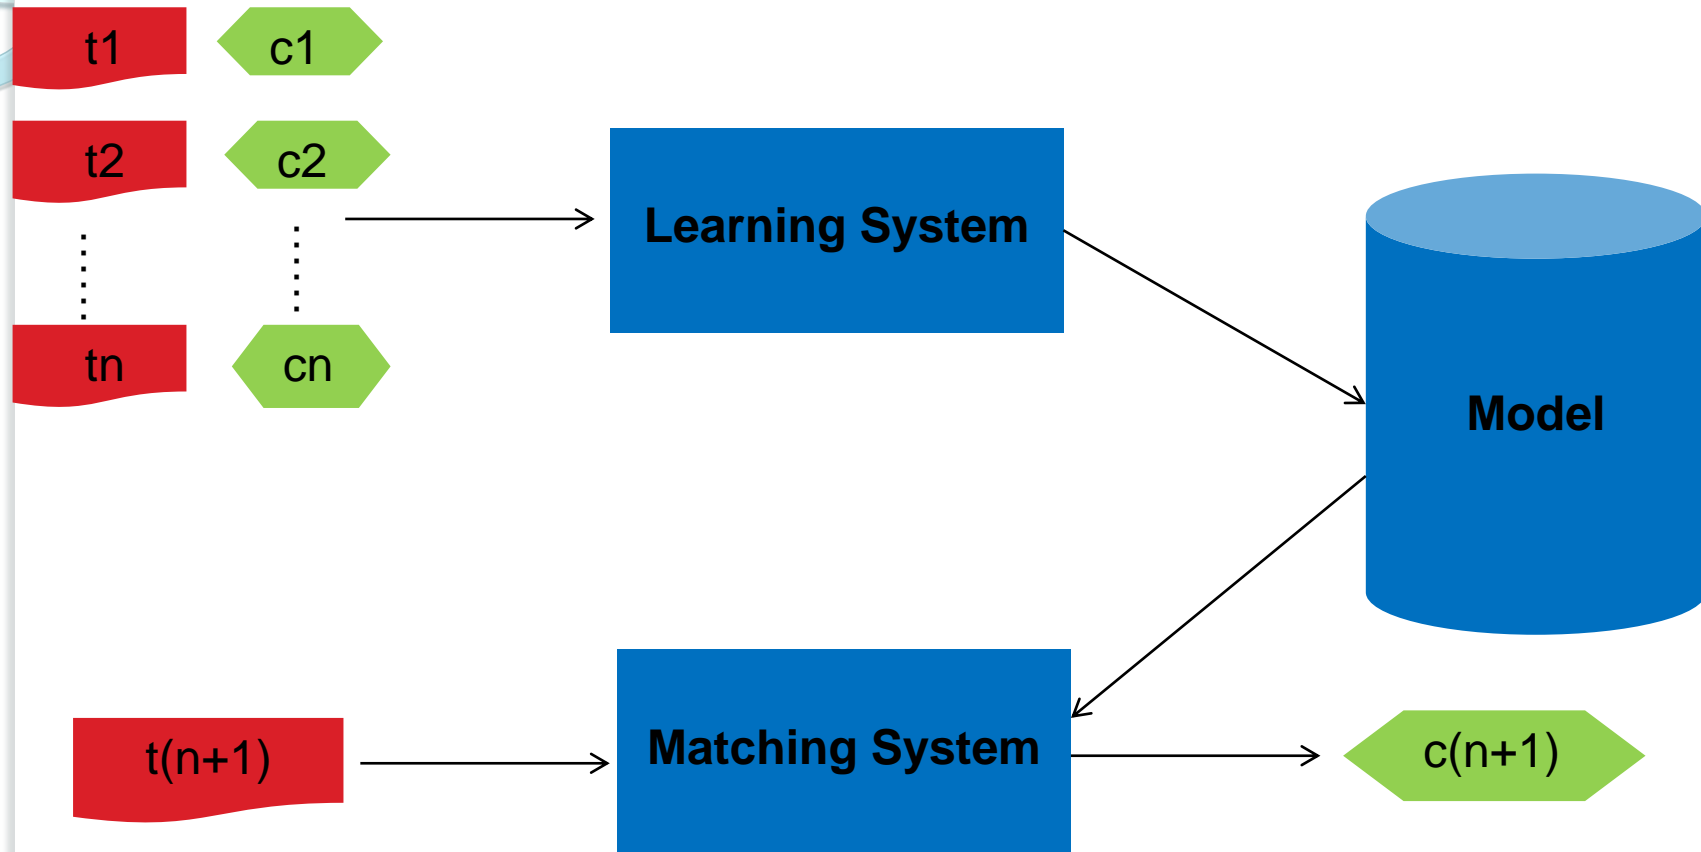 t1
c1
t2
c2
Learning System
tn
cn
Model
t(n+1)
Matching System
c(n+1)